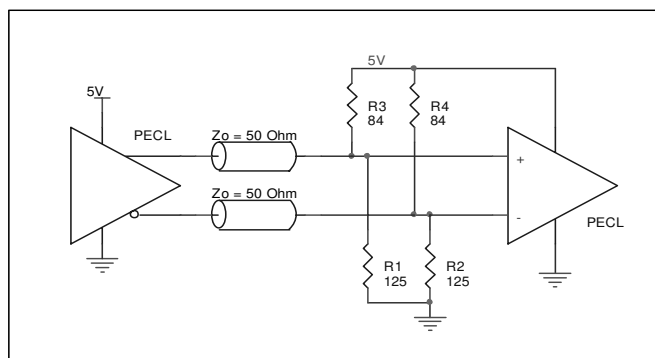 5V
5V
PECL
R3
84
R4
84
Zo = 50 Ohm
+
Zo = 50 Ohm
-
PECL
R1
125
R2
125